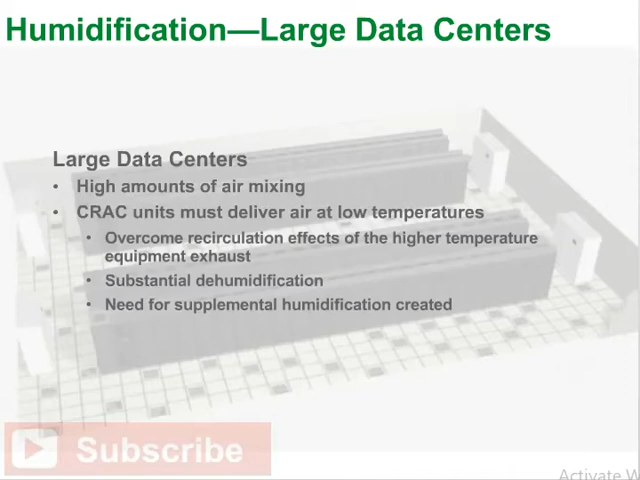 Humidification—Large Data Centers
Large Data Centers
• High amounts of air mixing
• CRAC units must deliver air at low temperatures
• Overcome recirculation effects of the higher temperature
equipment exhaust
• Substantial dehumidification
• Need for supplemental humidification created
Subscribe
Activate W